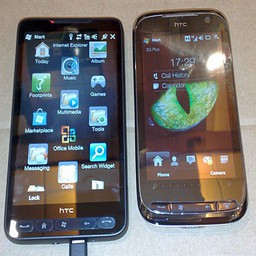 Start
Internet Explorer
Today
Music
Album
Footprints
Multimedia
Games
Marketplace
Office Mobile
Tools
Messaging
Calls
Search Widget
Lock
hTC
hTC
Start
17:29
Call History
Calendar
Phone
Camera